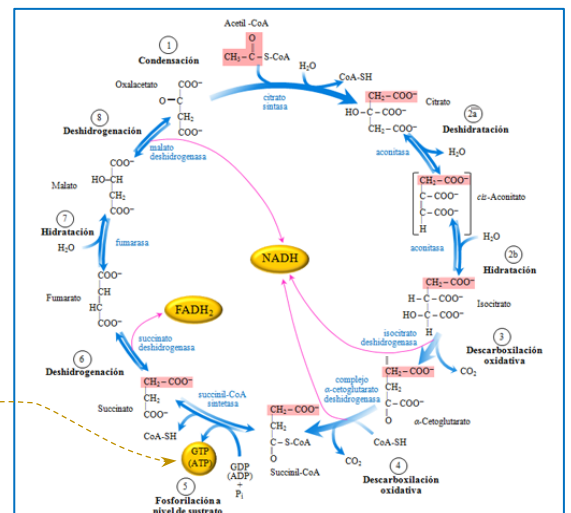 Acetil -CoA
O
C
CH₃–C–S-CoA
H₂O
CoA-SH
1
Condensación
Oxalacetato
COO⁻
O=C
CH₂
COO⁻
citrato
sintasa
CH₂–COO⁻
HO–C–COO⁻
CH₂–COO⁻
Citrato
2a
Deshidratación
aconitasa
H₂O
CH₂–COO⁻
C–COO⁻
C–COO⁻
H
cis-Aconitato
aconitasa
H₂O
2b
Hidratación
CH₂–COO⁻
H–C–COO⁻
HO–C–COO⁻
H
Isocitrato
isocitrato
deshidrogenasa
3
Descarboxilación
oxidativa
CO₂
CH₂–COO⁻
CH₂
C–COO⁻
O
α-Cetoglutarato
complejo
α-cetoglutarato
deshidrogenasa
CoA-SH
CO₂
4
Descarboxilación
oxidativa
CH₂–COO⁻
CH₂
C–S-CoA
O
Succinil-CoA
succinil-CoA
sintetasa
GDP
(ADP)
+
Pᵢ
GTP
(ATP)
CoA-SH
5
Fosforilación a
nivel de sustrato
CH₂–COO⁻
CH₂
COO⁻
Succinato
6
Deshidrogenación
succinato
deshidrogenasa
FADH₂
COO⁻
CH
HC
COO⁻
Fumarato
fumarasa
H₂O
7
Hidratación
COO⁻
HO–CH
CH₂
COO⁻
Malato
malato
deshidrogenasa
8
Deshidrogenación
NADH